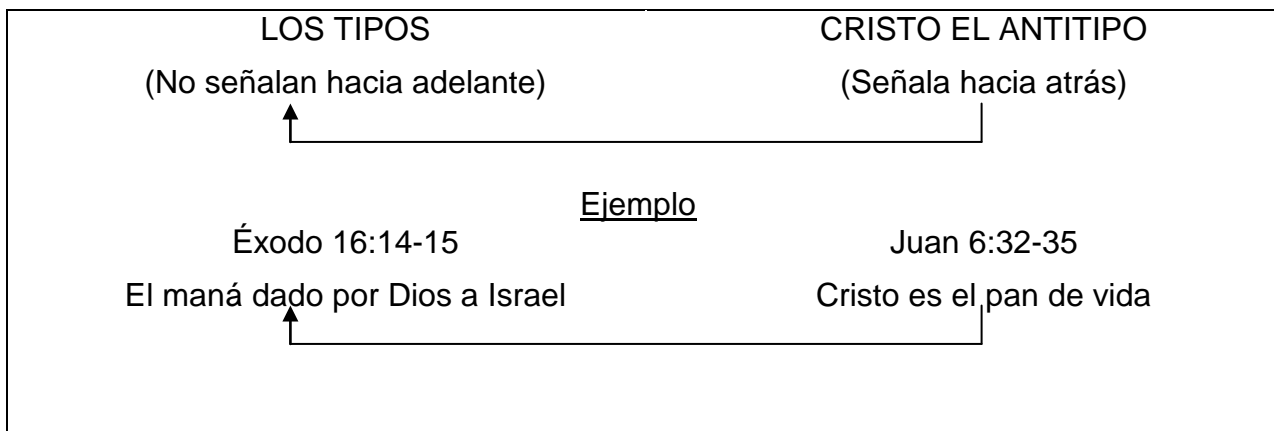 LOS TIPOS CRISTO EL ANTITIPO
(No señalan hacia adelante) (Señala hacia atrás)
Ejemplo
Éxodo 16:14-15 Juan 6:32-35
El maná dado por Dios a Israel Cristo es el pan de vida